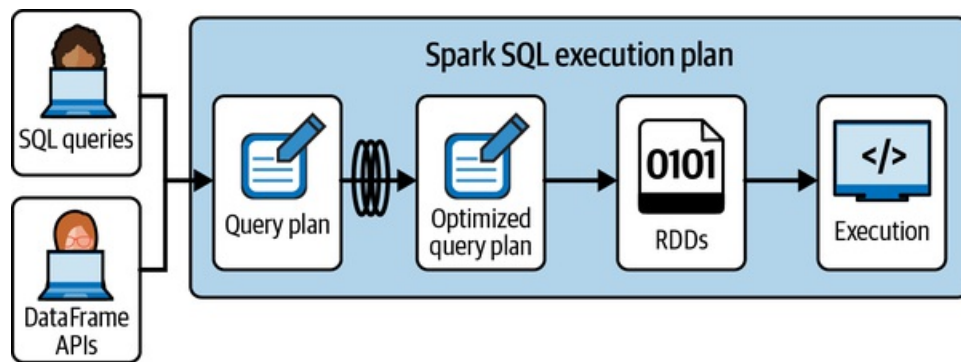 Spark SQL execution plan
SQL queries
DataFrame
APIs
Query plan
Optimized
query plan
0101
RDDs
</>
Execution